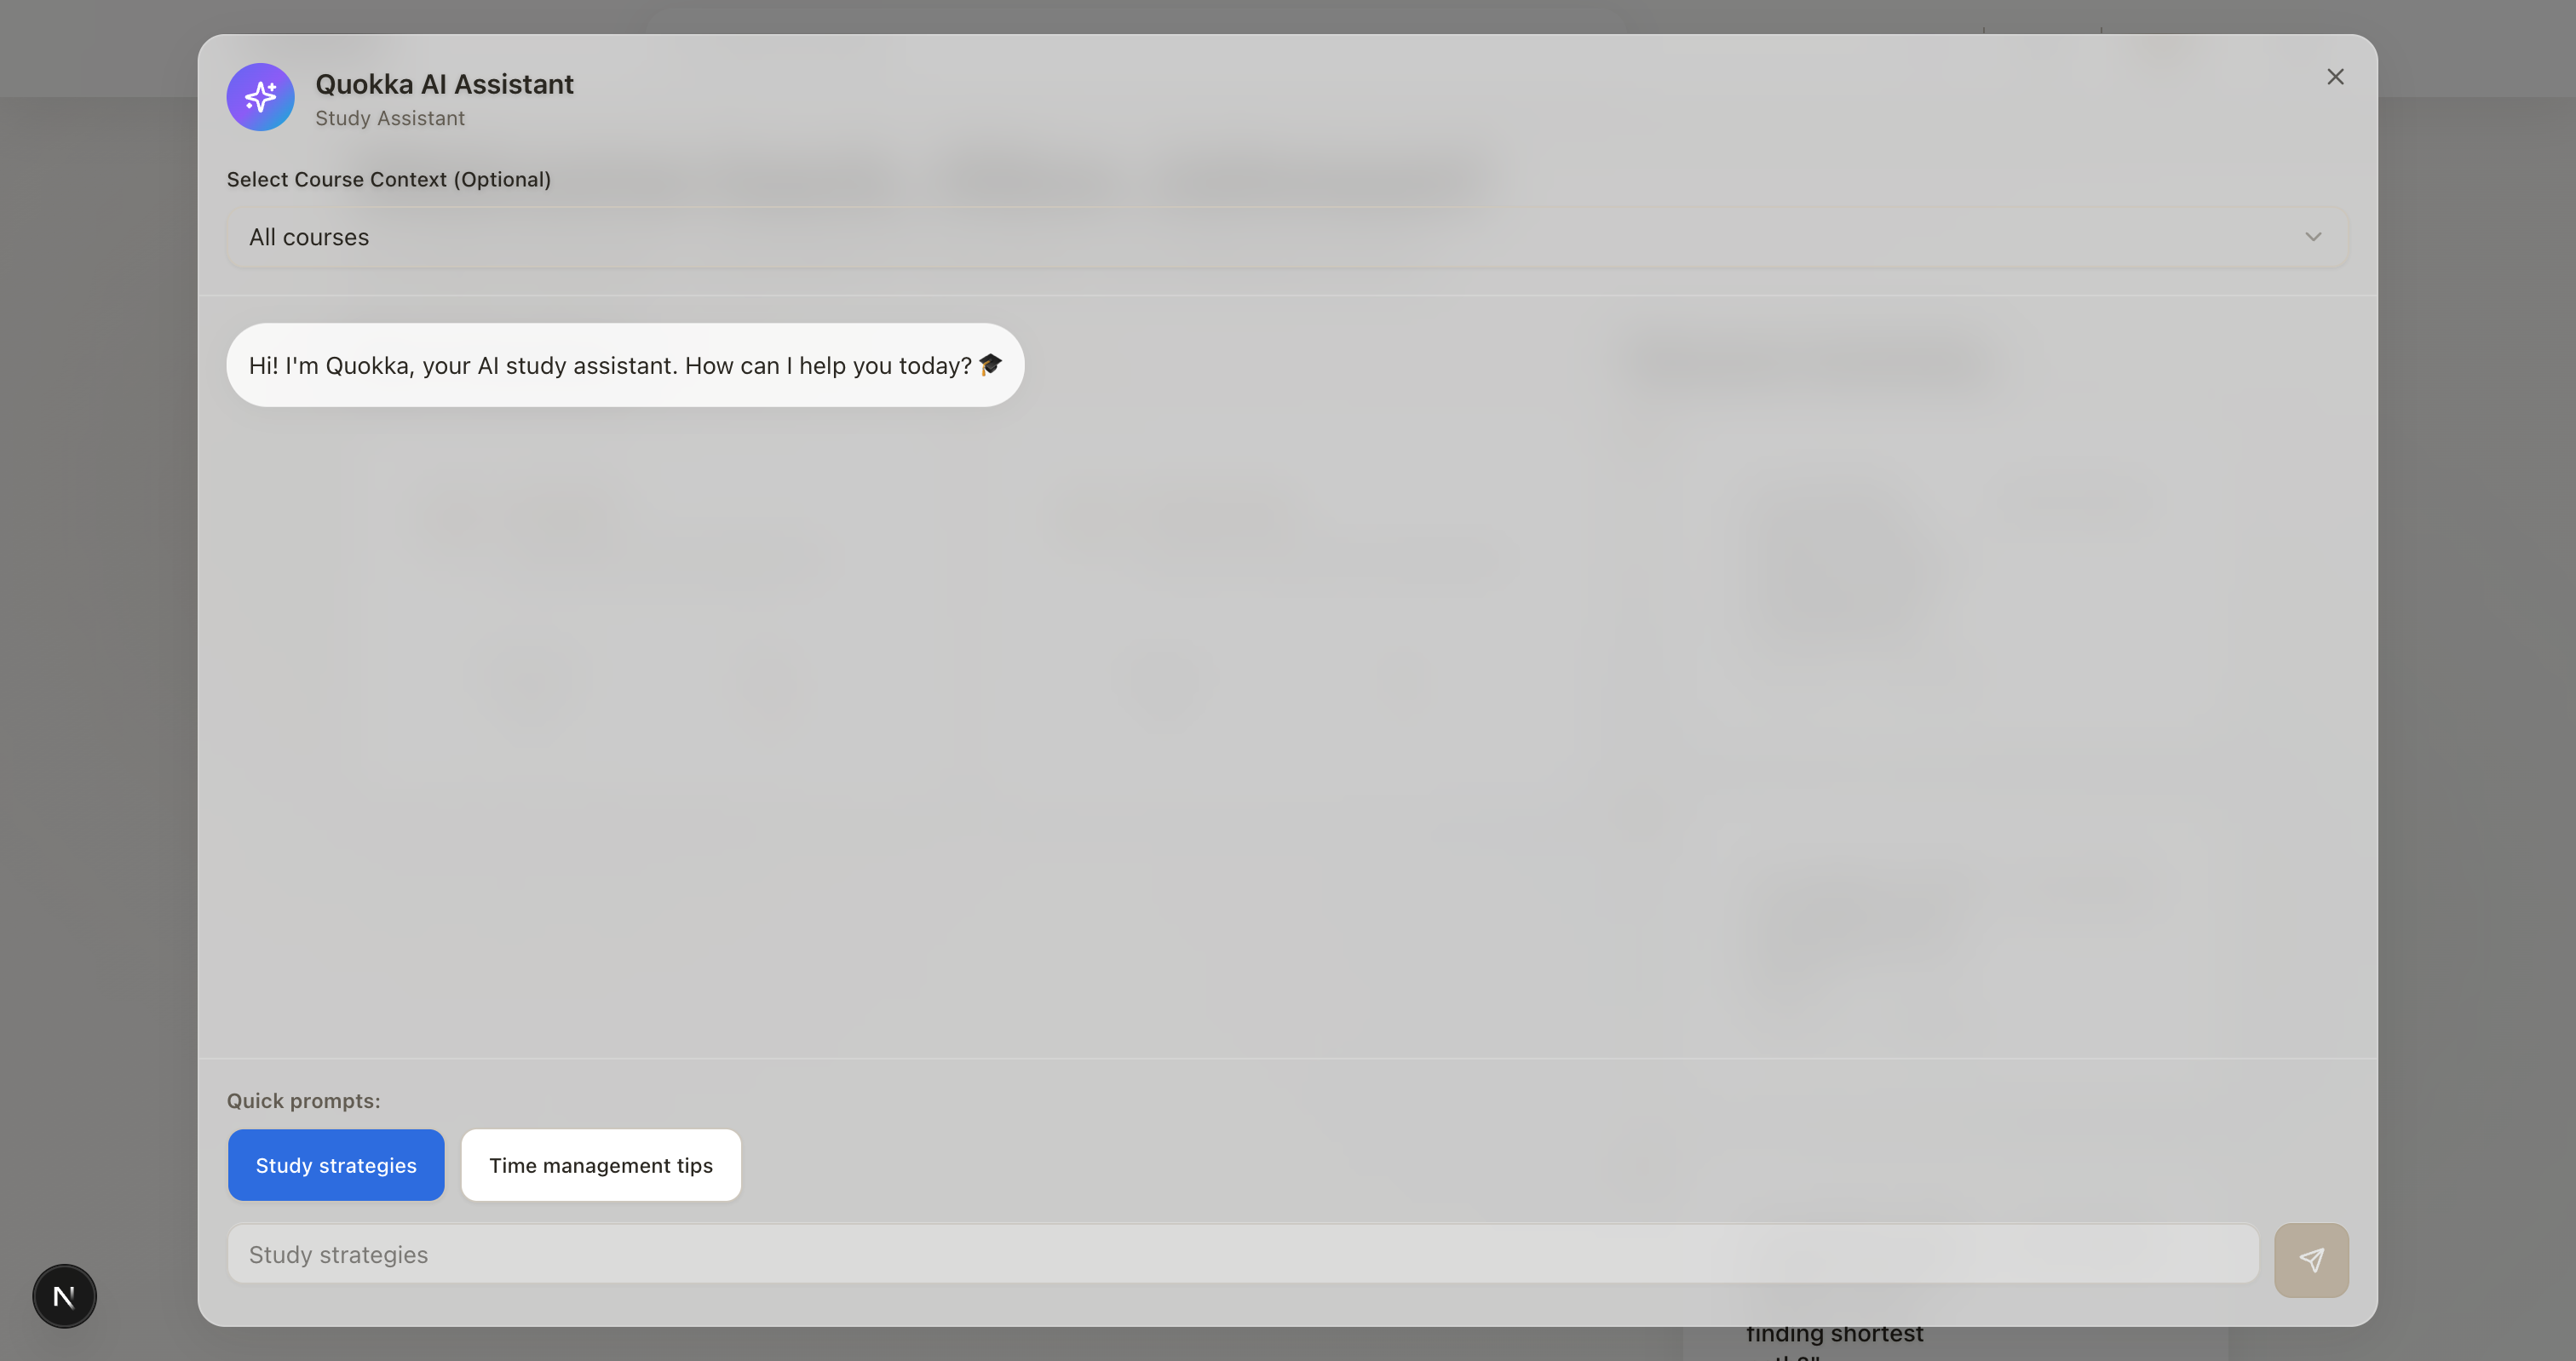 Quokka AI Assistant
Study Assistant
Select Course Context (Optional)
All courses
Hi! I'm Quokka, your AI study assistant. How can I help you today? 🎓
Quick prompts:
Study strategies
Time management tips
Study strategies
N
finding shortest